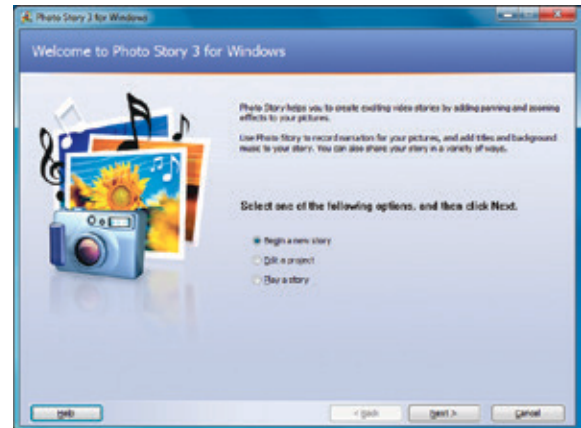 Photo Story 3 for Windows
Welcome to Photo Story 3 for Windows
Photo Story helps you to create exciting video stories by adding panning and zooming
effects to your pictures.
Use Photo Story to record narration for your pictures, and add titles and background
music to your story. You can also share your story in a variety of ways.
Select one of the following options, and then click Next.
Begin a new story
Edit a project
Play a story
Help
< Back
Next >
Cancel